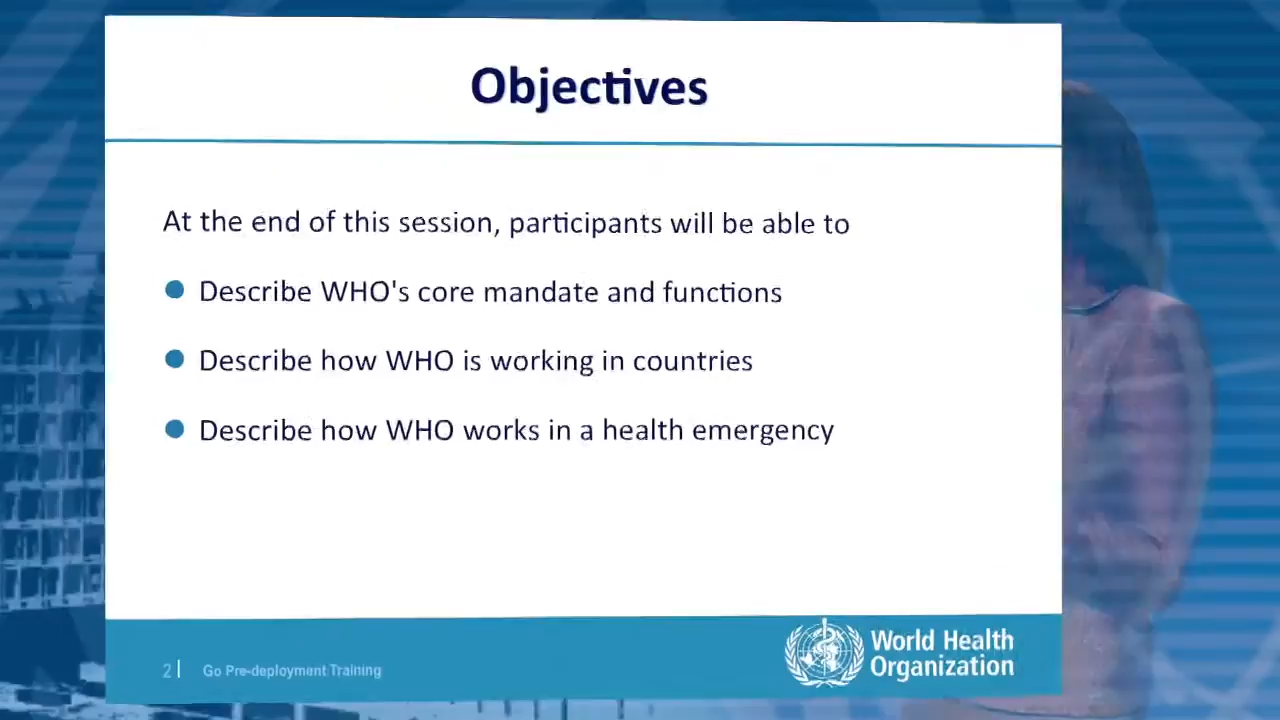 Objectives
At the end of this session, participants will be able to
Describe WHO's core mandate and functions
Describe how WHO is working in countries
Describe how WHO works in a health emergency
2 | Go Pre-deployment Training
World Health
Organization